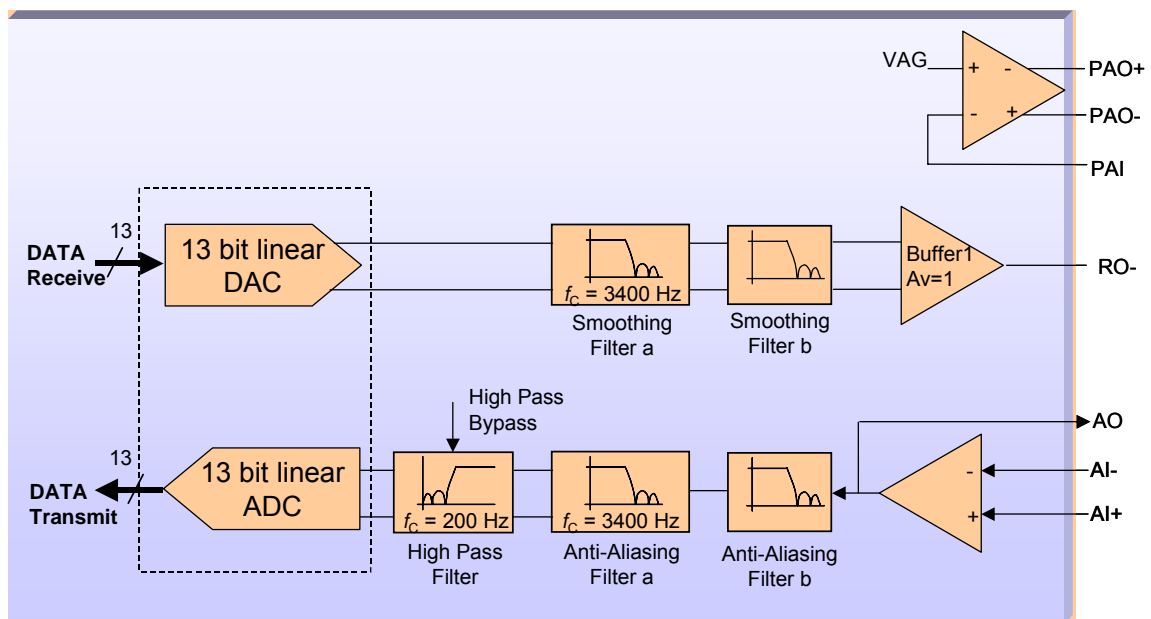 VAG
+ -
- +
PAO+
PAO-
PAI
DATA
Receive
13
13 bit linear
DAC
fC = 3400 Hz
Smoothing
Filter a
Smoothing
Filter b
Buffer1
Av=1
RO-
High Pass
Bypass
DATA
Transmit
13
13 bit linear
ADC
fC = 200 Hz
High Pass
Filter
fC = 3400 Hz
Anti-Aliasing
Filter a
Anti-Aliasing
Filter b
-
+
AO
AI-
AI+